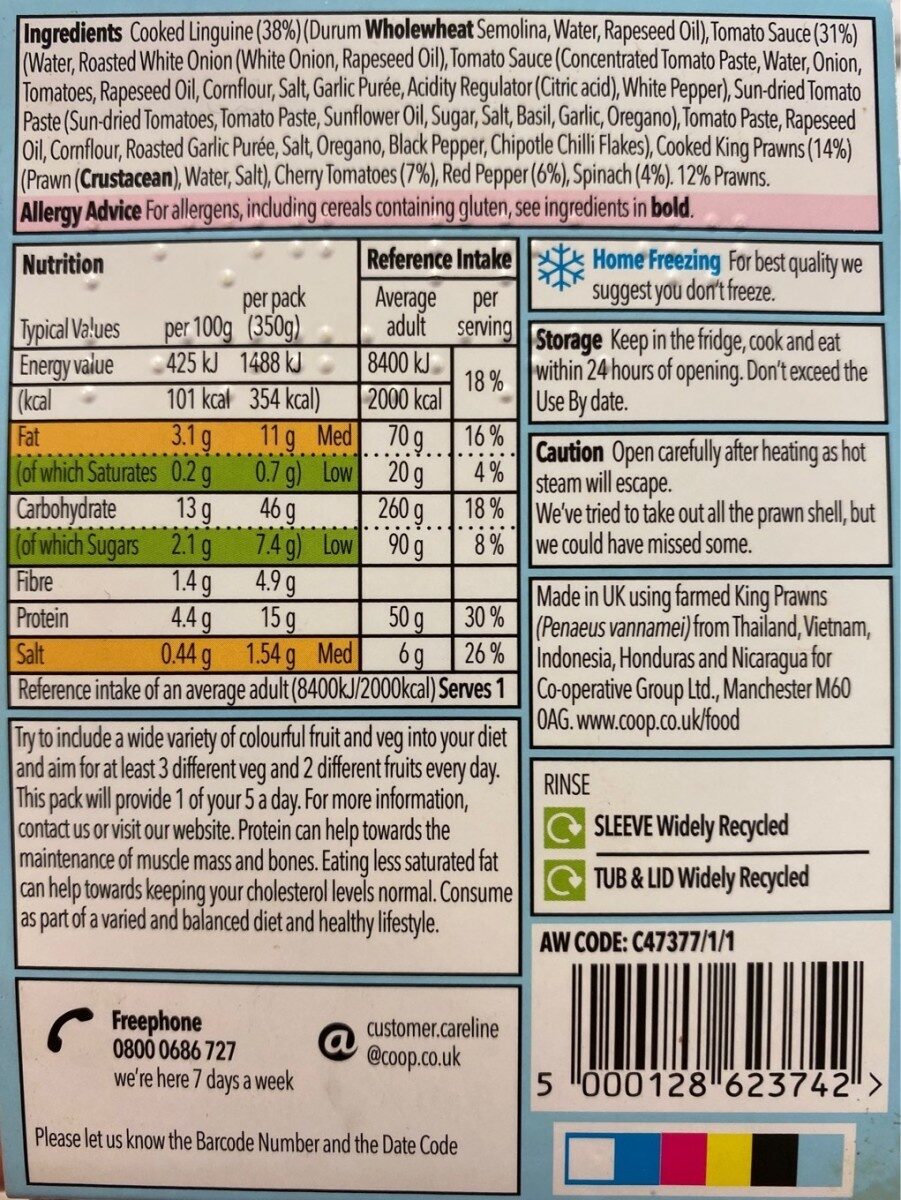 Ingredients Cooked Linguine (38%) (Durum Wholewheat Semolina, Water, Rapeseed Oil), Tomato Sauce (31%)
(Water, Roasted White Onion (White Onion, Rapeseed Oil), Tomato Sauce (Concentrated Tomato Paste, Water, Onion,
Tomatoes, Rapeseed Oil, Cornflour, Salt, Garlic Purée, Acidity Regulator (Citric acid), White Pepper), Sun-dried Tomato
Paste (Sun-dried Tomatoes, Tomato Paste, Sunflower Oil, Sugar, Salt, Basil, Garlic, Oregano), Tomato Paste, Rapeseed
Oil, Cornflour, Roasted Garlic Purée, Salt, Oregano, Black Pepper, Chipotle Chilli Flakes), Cooked King Prawns (14%)
(Prawn (Crustacean), Water, Salt), Cherry Tomatoes (7%), Red Pepper (6%), Spinach (4%). 12% Prawns.
Allergy Advice For allergens, including cereals containing gluten, see ingredients in bold.
Nutrition Reference Intake
per pack Average per
Typical Values per 100g (350g) adult serving
Energy value 425 kJ 1488 kJ 8400 kJ
18 %
(kcal 101 kcal 354 kcal) 2000 kcal
Fat 3.1 g 11 g Med 70 g 16 %
(of which Saturates 0.2 g 0.7 g) Low 20 g 4 %
Carbohydrate 13 g 46 g 260 g 18 %
(of which Sugars 2.1 g 7.4 g) Low 90 g 8 %
Fibre 1.4 g 4.9 g
Protein 4.4 g 15 g 50 g 30 %
Salt 0.44 g 1.54 g Med 6 g 26 %
Reference intake of an average adult (8400kJ/2000kcal) Serves 1
Try to include a wide variety of colourful fruit and veg into your diet
and aim for at least 3 different veg and 2 different fruits every day.
This pack will provide 1 of your 5 a day. For more information,
contact us or visit our website. Protein can help towards the
maintenance of muscle mass and bones. Eating less saturated fat
can help towards keeping your cholesterol levels normal. Consume
as part of a varied and balanced diet and healthy lifestyle.
Freephone
0800 0686 727
we're here 7 days a week
@ customer.careline
@coop.co.uk
Please let us know the Barcode Number and the Date Code
Home Freezing For best quality we
suggest you don't freeze.
Storage Keep in the fridge, cook and eat
within 24 hours of opening. Don't exceed the
Use By date.
Caution Open carefully after heating as hot
steam will escape.
We've tried to take out all the prawn shell, but
we could have missed some.
Made in UK using farmed King Prawns
(Penaeus vannamei) from Thailand, Vietnam,
Indonesia, Honduras and Nicaragua for
Co-operative Group Ltd., Manchester M60
0AG. www.coop.co.uk/food
RINSE
SLEEVE Widely Recycled
TUB & LID Widely Recycled
AW CODE: C47377/1/1
5 000128 623742 >